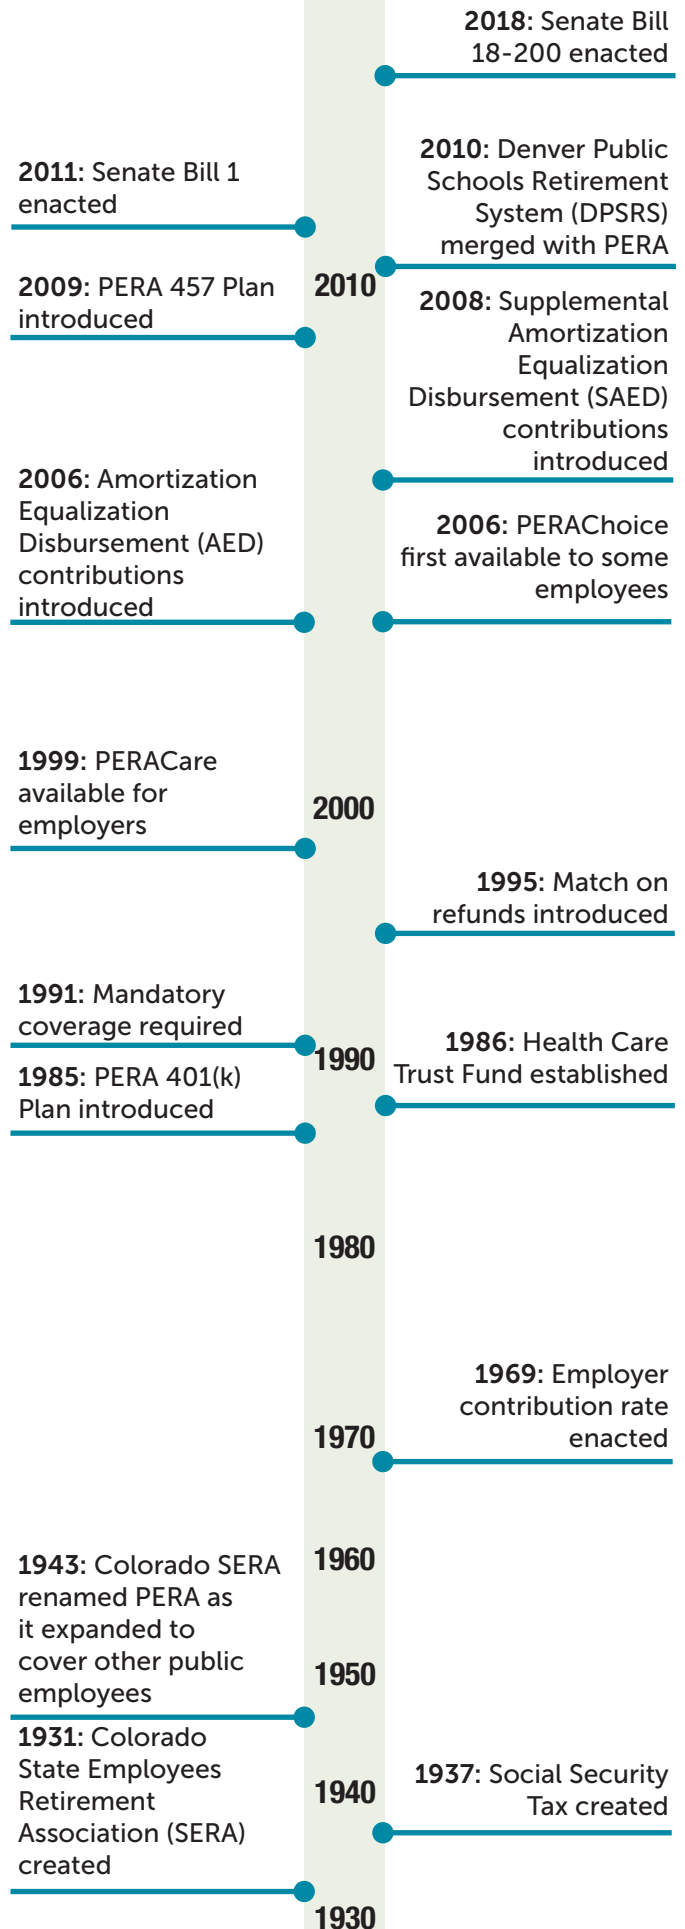 2018: Senate Bill
18-200 enacted
2010: Denver Public
Schools Retirement
System (DPSRS)
merged with PERA
2011: Senate Bill 1
enacted
2010
2009: PERA 457 Plan
introduced
2008: Supplemental
Amortization
Equalization
Disbursement (SAED)
contributions
introduced
2006: Amortization
Equalization
Disbursement (AED)
contributions
introduced
2006: PERAChoice
first available to some
employees
1999: PERACare
available for
employers
2000
1995: Match on
refunds introduced
1991: Mandatory
coverage required
1990
1986: Health Care
Trust Fund established
1985: PERA 401(k)
Plan introduced
1980
1969: Employer
contribution rate
enacted
1970
1960
1943: Colorado SERA
renamed PERA as
it expanded to
cover other public
employees
1950
1931: Colorado
State Employees
Retirement
Association (SERA)
created
1940
1937: Social Security
Tax created
1930